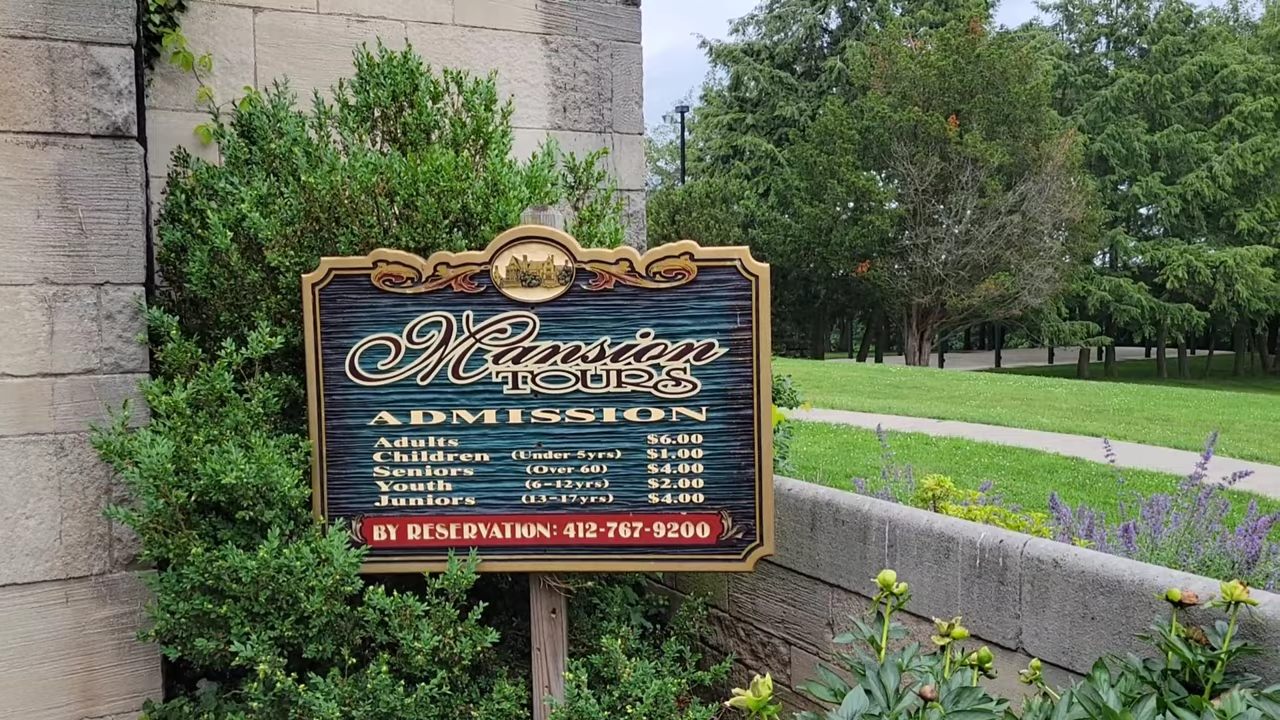 Mansion
TOURS
ADMISSION
Adults $6.00
Children (Under 5yrs) $1.00
Seniors (Over 60) $4.00
Youth (6-12yrs) $2.00
Juniors (13-17yrs) $4.00
BY RESERVATION: 412-767-9200